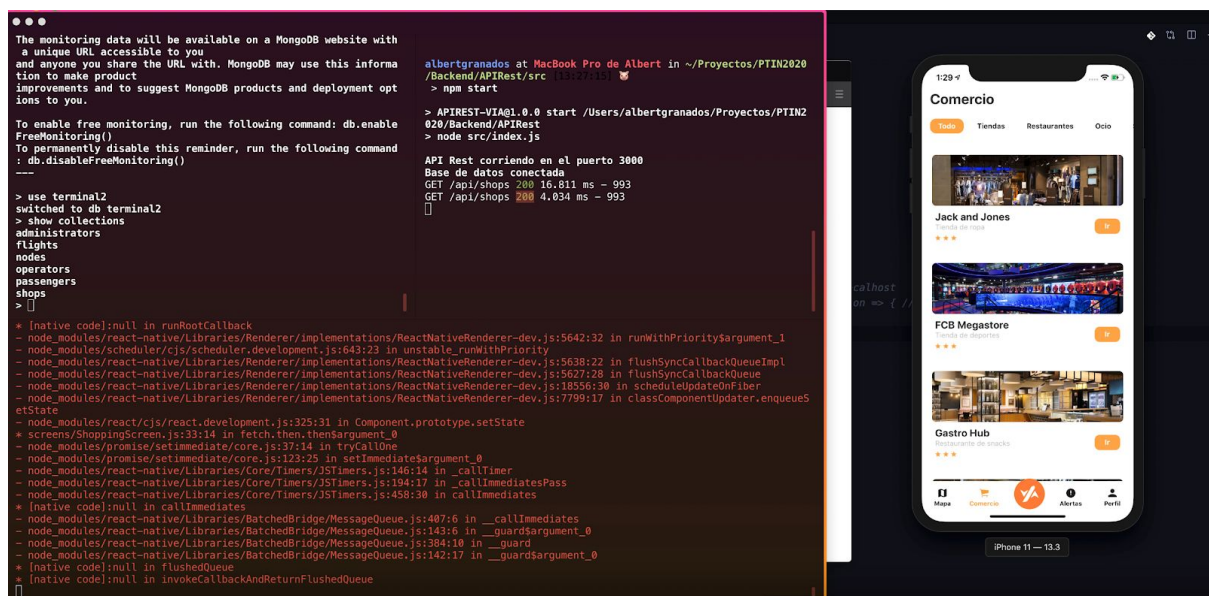 The monitoring data will be available on a MongoDB website with
a unique URL accessible to you
and anyone you share the URL with. MongoDB may use this informa
tion to make product
improvements and to suggest MongoDB products and deployment opt
ions to you.
To enable free monitoring, run the following command: db.enable
FreeMonitoring()
To permanently disable this reminder, run the following command
: db.disableFreeMonitoring()
---
> use terminal2
switched to db terminal2
> show collections
administrators
flights
nodes
operators
passengers
shops
>
albertgranados at MacBook Pro de Albert in ~/Proyectos/PTIN2020
/Backend/APIRest/src [13:27:15]
> npm start
> APIREST-VIA@1.0.0 start /Users/albertgranados/Proyectos/PTIN2
020/Backend/APIRest
> node src/index.js
API Rest corriendo en el puerto 3000
Base de datos conectada
GET /api/shops 200 16.811 ms - 993
GET /api/shops 200 4.034 ms - 993
* [native code]:null in runRootCallback
- node_modules/react-native/Libraries/Renderer/implementations/ReactNativeRenderer-dev.js:5642:32 in runWithPriority$argument_1
- node_modules/scheduler/cjs/scheduler.development.js:643:23 in unstable_runWithPriority
- node_modules/react-native/Libraries/Renderer/implementations/ReactNativeRenderer-dev.js:5638:22 in flushSyncCallbackQueueImpl
- node_modules/react-native/Libraries/Renderer/implementations/ReactNativeRenderer-dev.js:5627:28 in flushSyncCallbackQueue
- node_modules/react-native/Libraries/Renderer/implementations/ReactNativeRenderer-dev.js:18556:30 in scheduleUpdateOnFiber
- node_modules/react-native/Libraries/Renderer/implementations/ReactNativeRenderer-dev.js:7799:17 in classComponentUpdater.enqueueS
etState
- node_modules/react/cjs/react.development.js:325:31 in Component.prototype.setState
* screens/ShoppingScreen.js:33:14 in fetch.then.then$argument_0
- node_modules/promise/setimmediate/core.js:37:14 in tryCallOne
- node_modules/promise/setimmediate/core.js:123:25 in setImmediate$argument_0
- node_modules/react-native/Libraries/Core/Timers/JSTimers.js:146:14 in _callTimer
- node_modules/react-native/Libraries/Core/Timers/JSTimers.js:194:17 in _callImmediatesPass
- node_modules/react-native/Libraries/Core/Timers/JSTimers.js:458:30 in callImmediates
* [native code]:null in callImmediates
- node_modules/react-native/Libraries/BatchedBridge/MessageQueue.js:407:6 in __callImmediates
- node_modules/react-native/Libraries/BatchedBridge/MessageQueue.js:143:6 in __guard$argument_0
- node_modules/react-native/Libraries/BatchedBridge/MessageQueue.js:384:10 in __guard
- node_modules/react-native/Libraries/BatchedBridge/MessageQueue.js:142:17 in __guard$argument_0
* [native code]:null in flushedQueue
* [native code]:null in invokeCallbackAndReturnFlushedQueue
calhost
on => { //
1:29
Comercio
Todo Tiendas Restaurantes Ocio
Jack and Jones
Tienda de ropa
Ir
FCB Megastore
Tienda de deportes
Ir
Gastro Hub
Restaurante de snacks
Ir
Mapa Comercio Alertas Perfil
iPhone 11 — 13.3